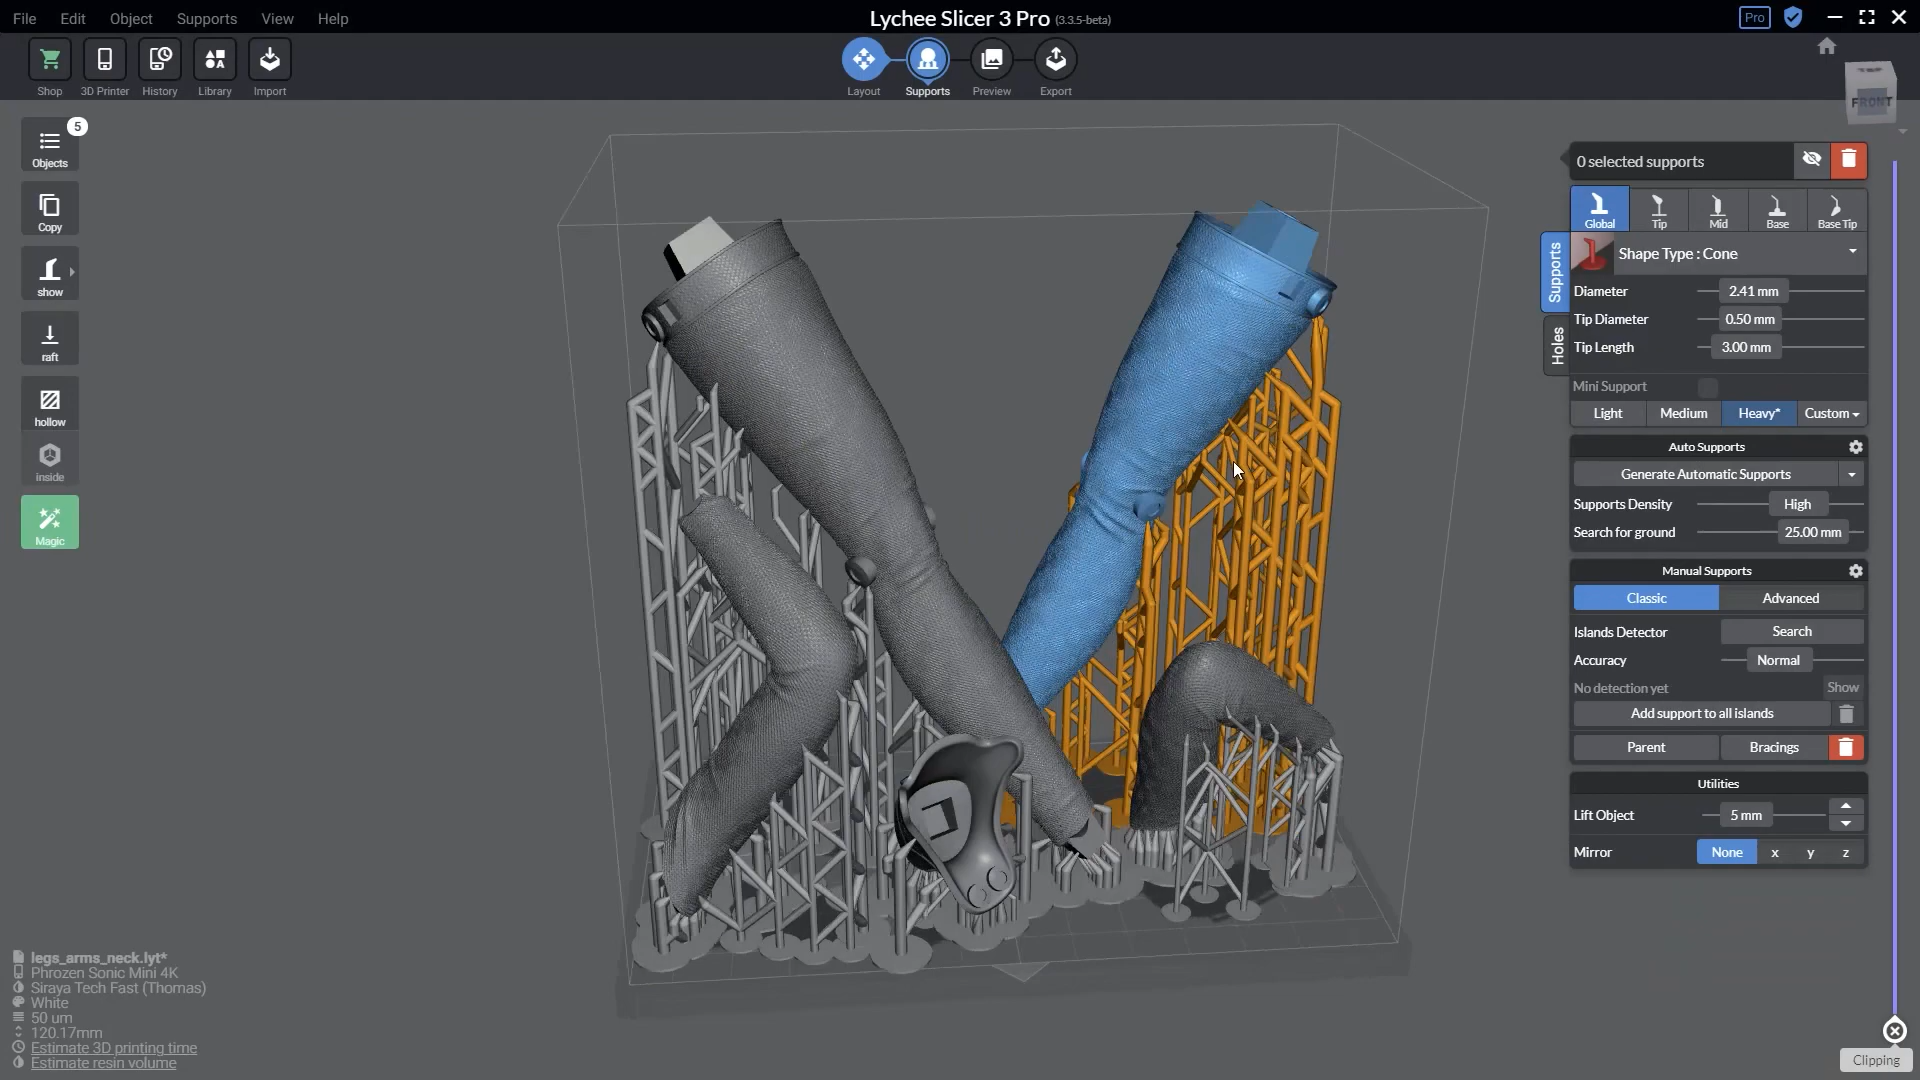 File Edit Object Supports View Help
Lychee Slicer 3 Pro (3.3.5-beta)
Pro
Shop 3D Printer History Library Import
Layout Supports Preview Export
FRONT
5
Objects
Copy
show
raft
hollow
inside
Magic
0 selected supports
Global Tip Mid Base Base Tip
Supports
Holes
Shape Type : Cone
Diameter 2.41 mm
Tip Diameter 0.50 mm
Tip Length 3.00 mm
Mini Support
Light Medium Heavy* Custom
Auto Supports
Generate Automatic Supports
Supports Density High
Search for ground 25.00 mm
Manual Supports
Classic Advanced
Islands Detector Search
Accuracy Normal
No detection yet Show
Add support to all islands
Parent Bracings
Utilities
Lift Object 5 mm
Mirror None x y z
legs_arms_neck.lyt*
Phrozen Sonic Mini 4K
Siraya Tech Fast (Thomas)
White
50 um
120.17mm
Estimate 3D printing time
Estimate resin volume
Clipping